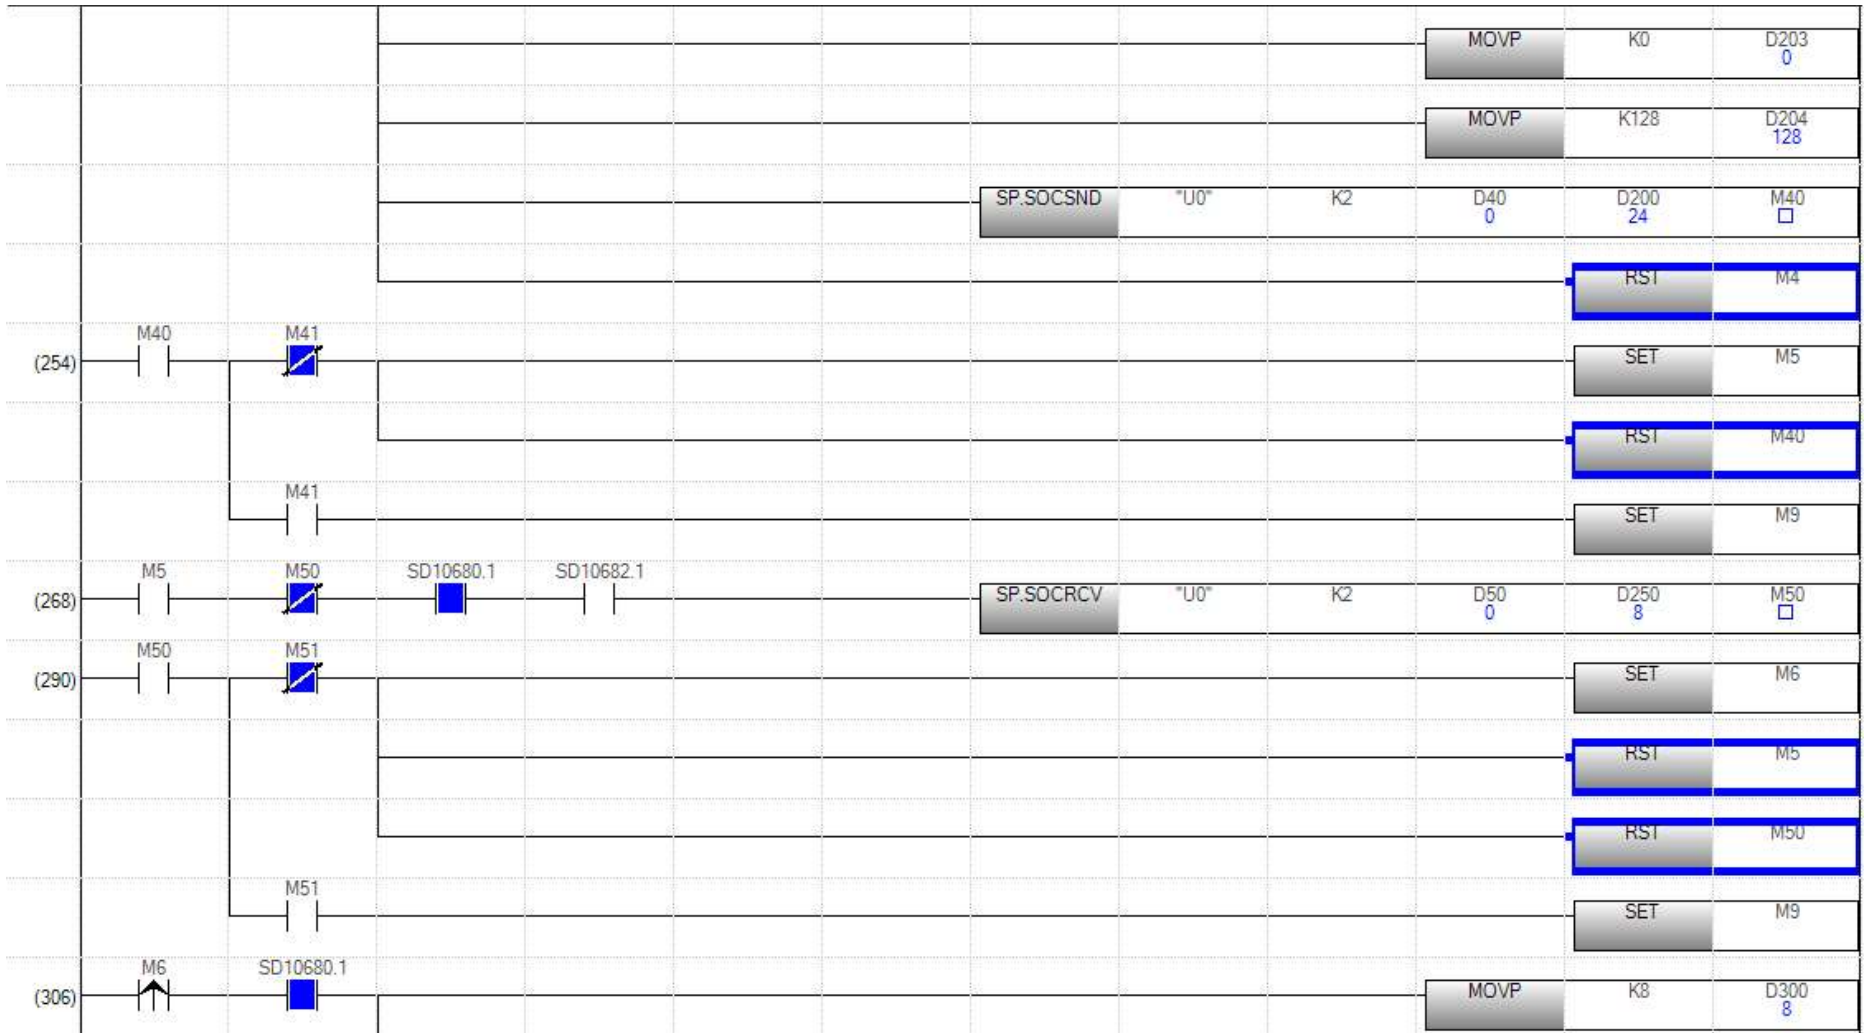 MOVP K0 D203
0
MOVP K128 D204
128
SP.SOCSND "U0" K2 D40 D200 M40
0 24
RST M4
M40 M41
(254) SET M5
RST M40
M41
SET M9
M5 M50 SD10680.1 SD10682.1
(268) SP.SOCRCV "U0" K2 D50 D250 M50
0 8
M50 M51
(290) SET M6
RST M5
RST M50
M51
SET M9
M6 SD10680.1
(306) MOVP K8 D300
8